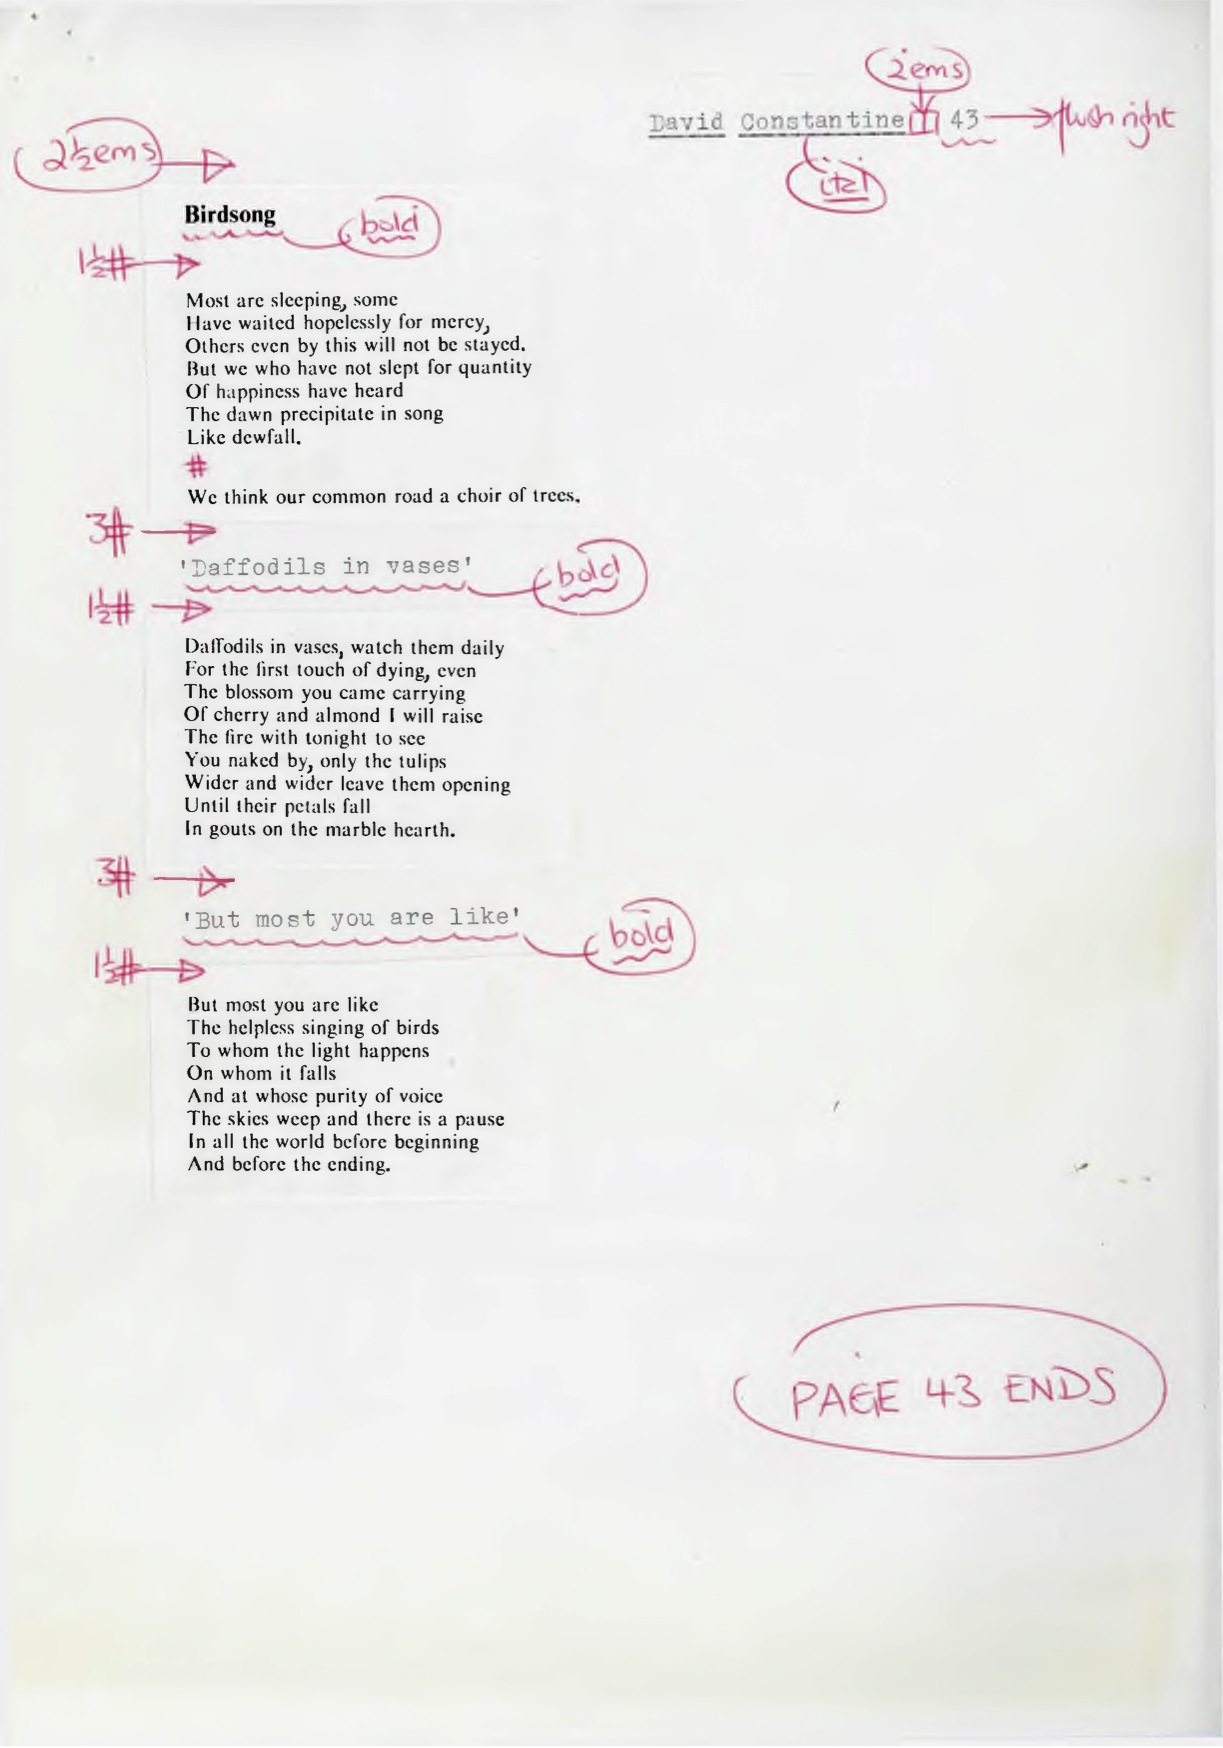 2ems
David Constantine 43 flush right
ital
2½ems
Birdsong bold
1½#
Most are sleeping, some
Have waited hopelessly for mercy,
Others even by this will not be stayed.
But we who have not slept for quantity
Of happiness have heard
The dawn precipitate in song
Like dewfall.
#
We think our common road a choir of trees.
3#
'Daffodils in vases' bold
1½#
Daffodils in vases, watch them daily
For the first touch of dying, even
The blossom you came carrying
Of cherry and almond I will raise
The fire with tonight to see
You naked by, only the tulips
Wider and wider leave them opening
Until their petals fall
In gouts on the marble hearth.
3#
'But most you are like' bold
1½#
But most you are like
The helpless singing of birds
To whom the light happens
On whom it falls
And at whose purity of voice
The skies weep and there is a pause
In all the world before beginning
And before the ending.
PAGE 43 ENDS